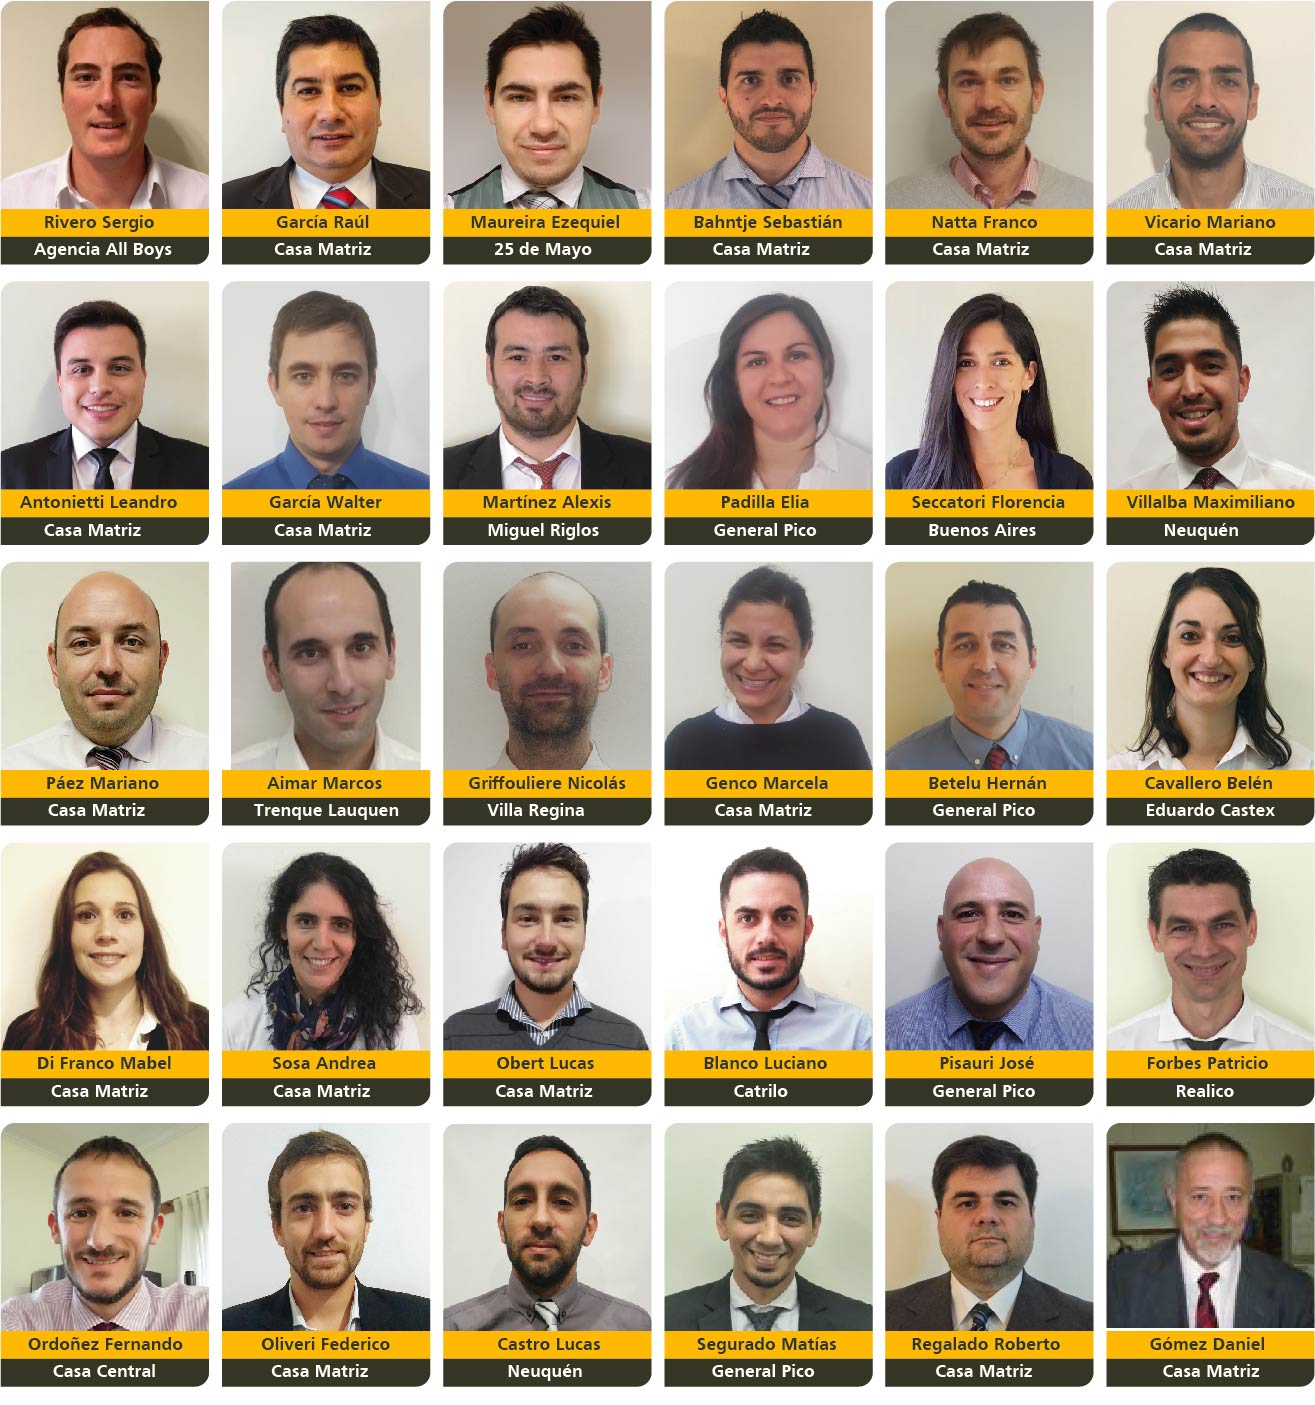 Rivero Sergio
Agencia All Boys
García Raúl
Casa Matriz
Maureira Ezequiel
25 de Mayo
Bahntje Sebastián
Casa Matriz
Natta Franco
Casa Matriz
Vicario Mariano
Casa Matriz
Antonietti Leandro
Casa Matriz
García Walter
Casa Matriz
Martínez Alexis
Miguel Riglos
Padilla Elia
General Pico
Seccatori Florencia
Buenos Aires
Villalba Maximiliano
Neuquén
Páez Mariano
Casa Matriz
Aimar Marcos
Trenque Lauquen
Griffouliere Nicolás
Villa Regina
Genco Marcela
Casa Matriz
Betelu Hernán
General Pico
Cavallero Belén
Eduardo Castex
Di Franco Mabel
Casa Matriz
Sosa Andrea
Casa Matriz
Obert Lucas
Casa Matriz
Blanco Luciano
Catrilo
Pisauri José
General Pico
Forbes Patricio
Realico
Ordoñez Fernando
Casa Central
Oliveri Federico
Casa Matriz
Castro Lucas
Neuquén
Segurado Matías
General Pico
Regalado Roberto
Casa Matriz
Gómez Daniel
Casa Matriz